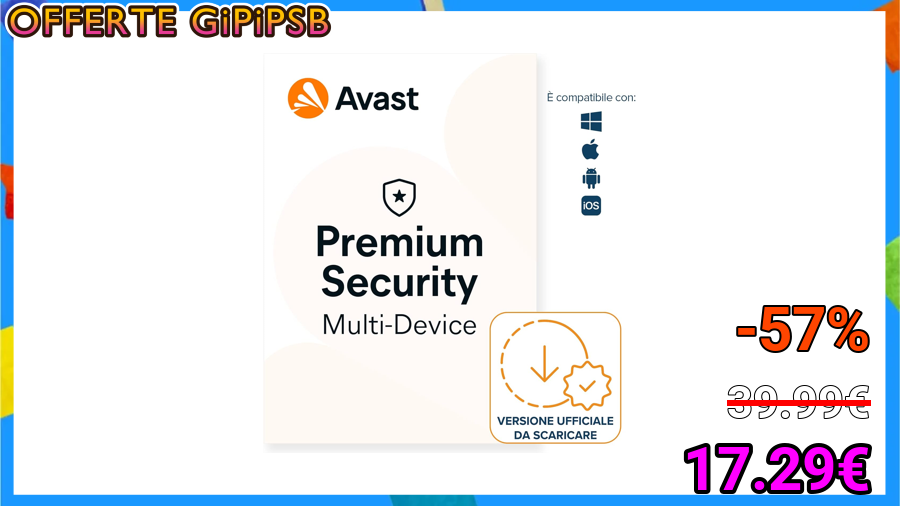 OFFERTE GiPiPSB
Avast
È compatibile con:
iOS
Premium
Security
Multi-Device
VERSIONE UFFICIALE
DA SCARICARE
-57%
39.99€
17.29€